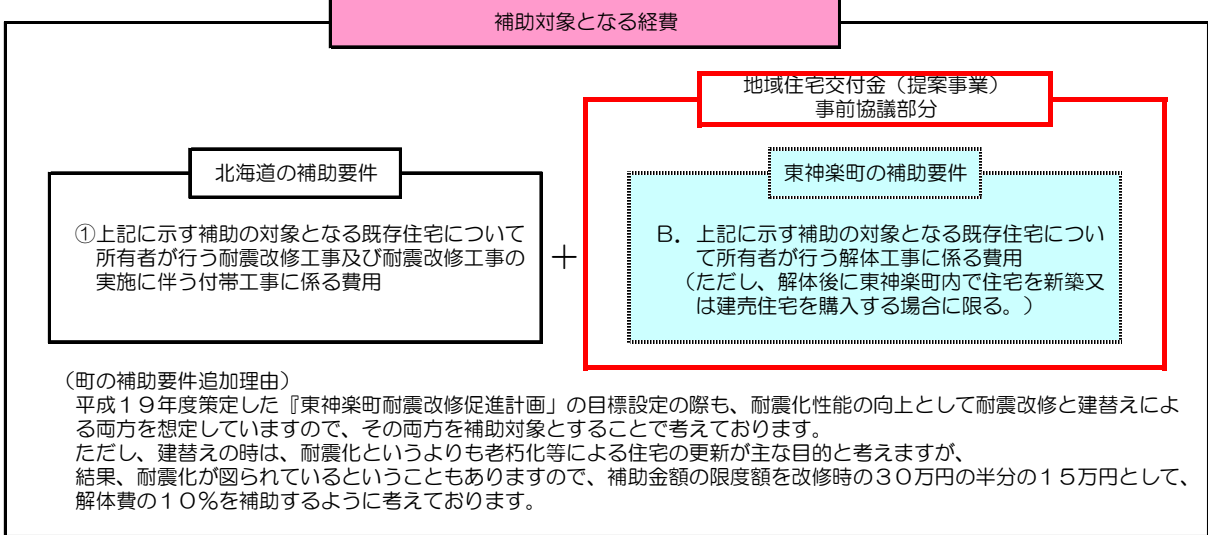 補助対象となる経費
地域住宅交付金(提案事業)
事前協議部分
北海道の補助要件
①上記に示す補助の対象となる既存住宅について
所有者が行う耐震改修工事及び耐震改修工事の
実施に伴う付帯工事に係る費用
+
東神楽町の補助要件
B.上記に示す補助の対象となる既存住宅につい
て所有者が行う解体工事に係る費用
(ただし、解体後に東神楽町内で住宅を新築又
は建売住宅を購入する場合に限る。)
(町の補助要件追加理由)
平成19年度策定した『東神楽町耐震改修促進計画」の目標設定の際も、耐震化性能の向上として耐震改修と建替えによ
る両方を想定していますので、その両方を補助対象とすることで考えております。
ただし、建替えの時は、耐震化というよりも老朽化等による住宅の更新が主な目的と考えますが、
結果、耐震化が図られているということもありますので、補助金額の限度額を改修時の30万円の半分の15万円として、
解体費の10%を補助するように考えております。